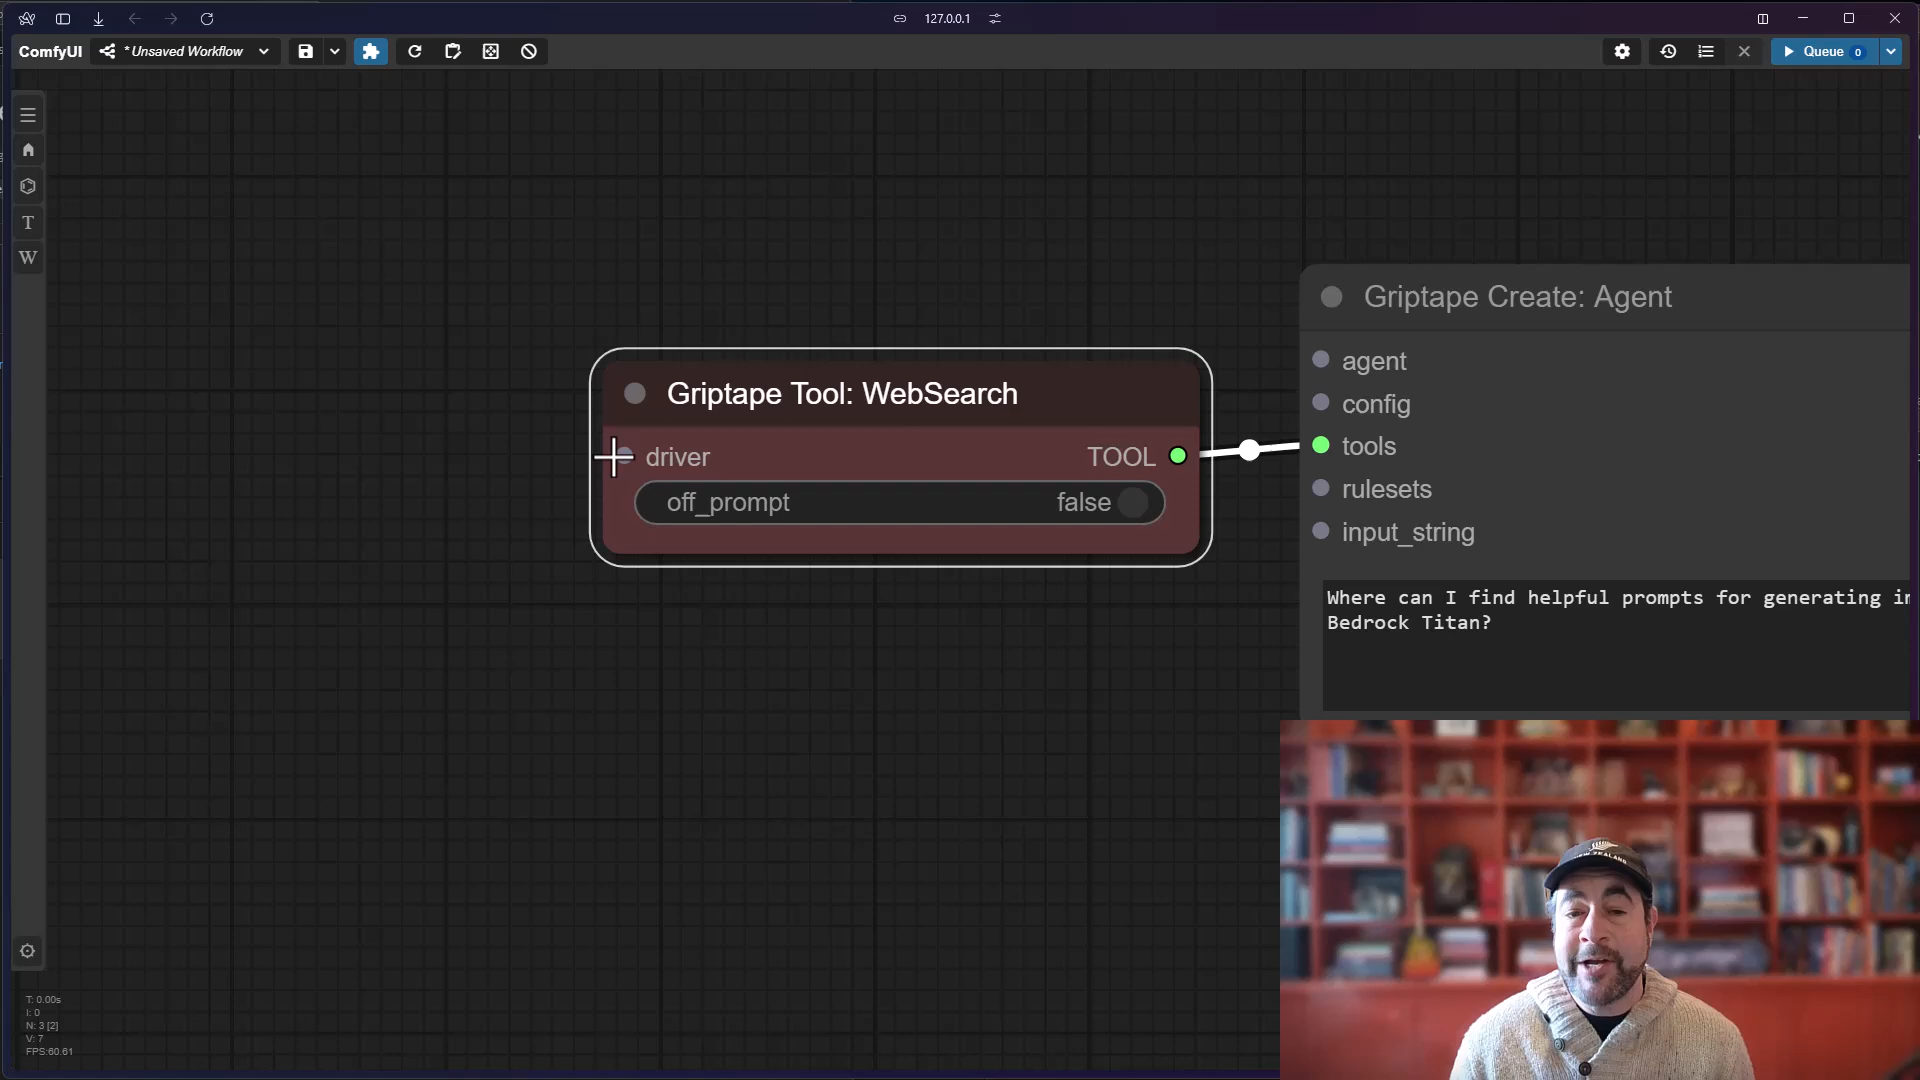 127.0.0.1
ComfyUI
*Unsaved Workflow
Queue 0
T
W
Griptape Create: Agent
agent
config
tools
rulesets
input_string
Where can I find helpful prompts for generating
Bedrock Titan?
Griptape Tool: WebSearch
driver
TOOL
off_prompt
false
NEW ZEALAND
T: 0.00s
I: 0
N: 3 [2]
V: 7
FPS:60.61